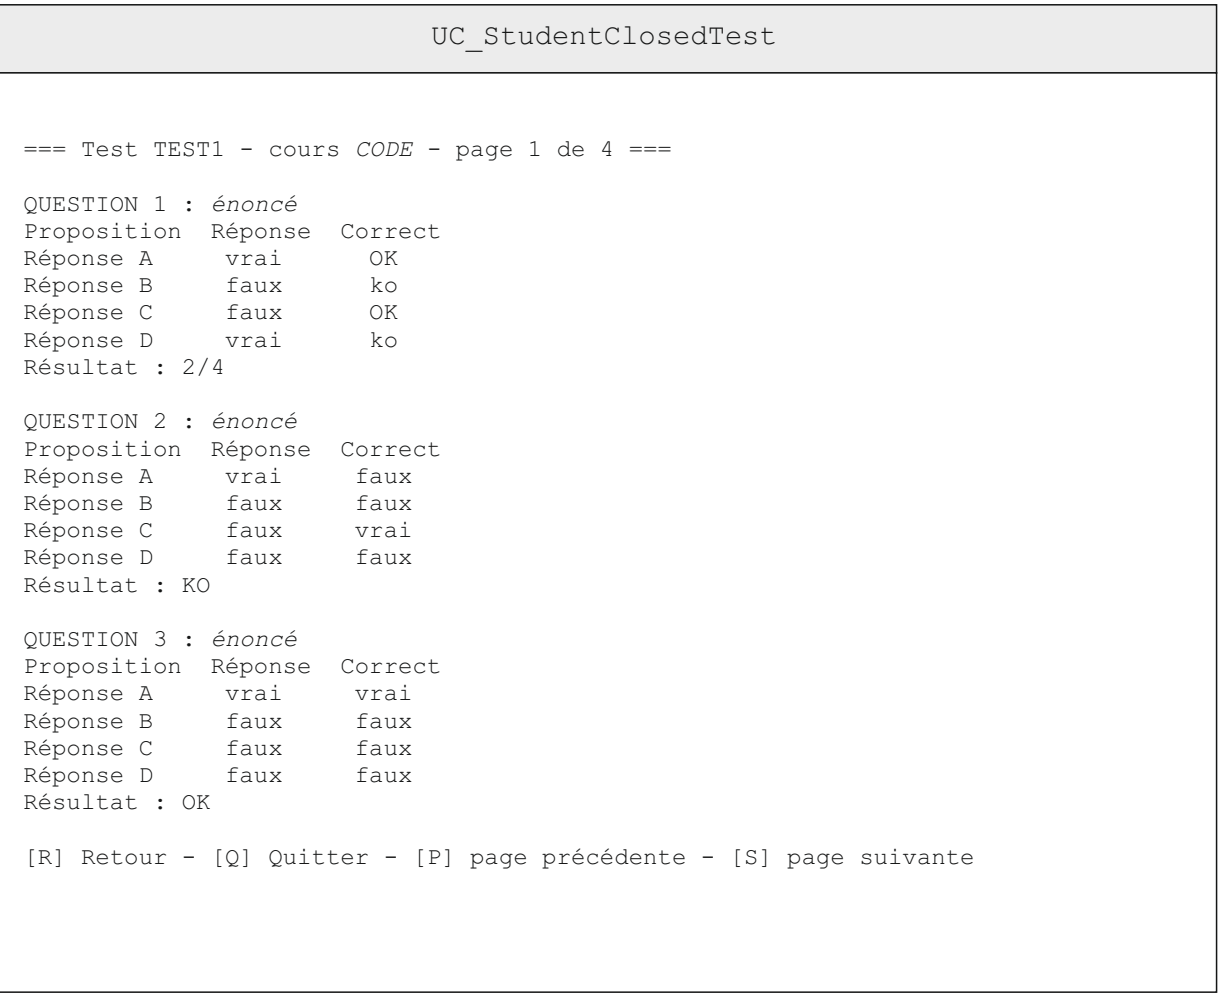 UC_StudentClosedTest
=== Test TEST1 - cours CODE - page 1 de 4 ===
QUESTION 1 : énoncé
Proposition Réponse Correct
Réponse A vrai OK
Réponse B faux ko
Réponse C faux OK
Réponse D vrai ko
Résultat : 2/4
QUESTION 2 : énoncé
Proposition Réponse Correct
Réponse A vrai faux
Réponse B faux faux
Réponse C faux vrai
Réponse D faux faux
Résultat : KO
QUESTION 3 : énoncé
Proposition Réponse Correct
Réponse A vrai vrai
Réponse B faux faux
Réponse C faux faux
Réponse D faux faux
Résultat : OK
[R] Retour - [Q] Quitter - [P] page précédente - [S] page suivante